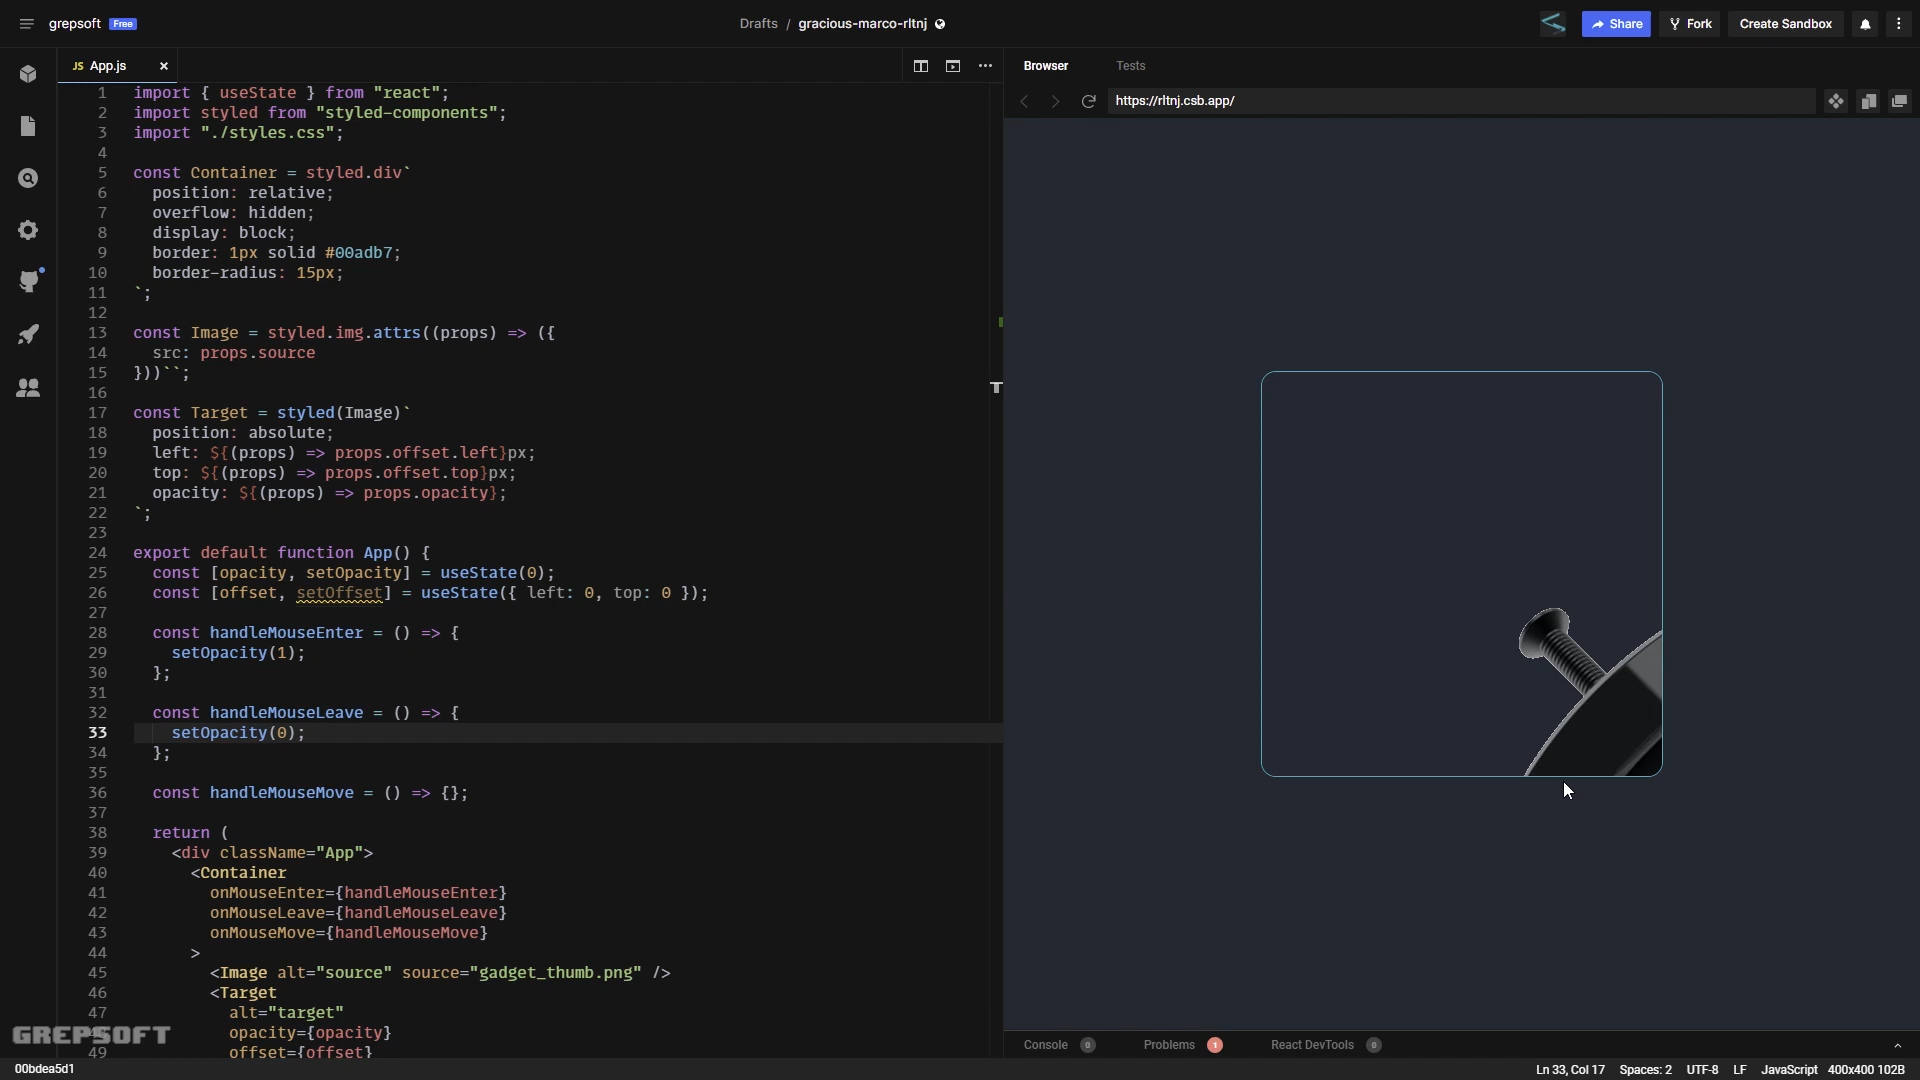 grepsoft Free
Drafts / gracious-marco-rltnj
Share
Fork
Create Sandbox
JS App.js
Browser
Tests
https://rltnj.csb.app/
1 import { useState } from "react";
2 import styled from "styled-components";
3 import "./styles.css";
4
5 const Container = styled.div`
6 position: relative;
7 overflow: hidden;
8 display: block;
9 border: 1px solid #00adb7;
10 border-radius: 15px;
11 `;
12
13 const Image = styled.img.attrs((props) => ({
14 src: props.source
15 }))``;
16
17 const Target = styled(Image)`
18 position: absolute;
19 left: ${(props) => props.offset.left}px;
20 top: ${(props) => props.offset.top}px;
21 opacity: ${(props) => props.opacity};
22 `;
23
24 export default function App() {
25 const [opacity, setOpacity] = useState(0);
26 const [offset, setOffset] = useState({ left: 0, top: 0 });
27
28 const handleMouseEnter = () => {
29 setOpacity(1);
30 };
31
32 const handleMouseLeave = () => {
33 setOpacity(0);
34 };
35
36 const handleMouseMove = () => {};
37
38 return (
39 <div className="App">
40 <Container
41 onMouseEnter={handleMouseEnter}
42 onMouseLeave={handleMouseLeave}
43 onMouseMove={handleMouseMove}
44 >
45 <Image alt="source" source="gadget_thumb.png" />
46 <Target
47 alt="target"
opacity={opacity}
49 offset={offset}
GREPSOFT
Console 0
Problems 1
React DevTools 0
00bdea5d1
Ln 33, Col 17 Spaces: 2 UTF-8 LF JavaScript 400x400 102B